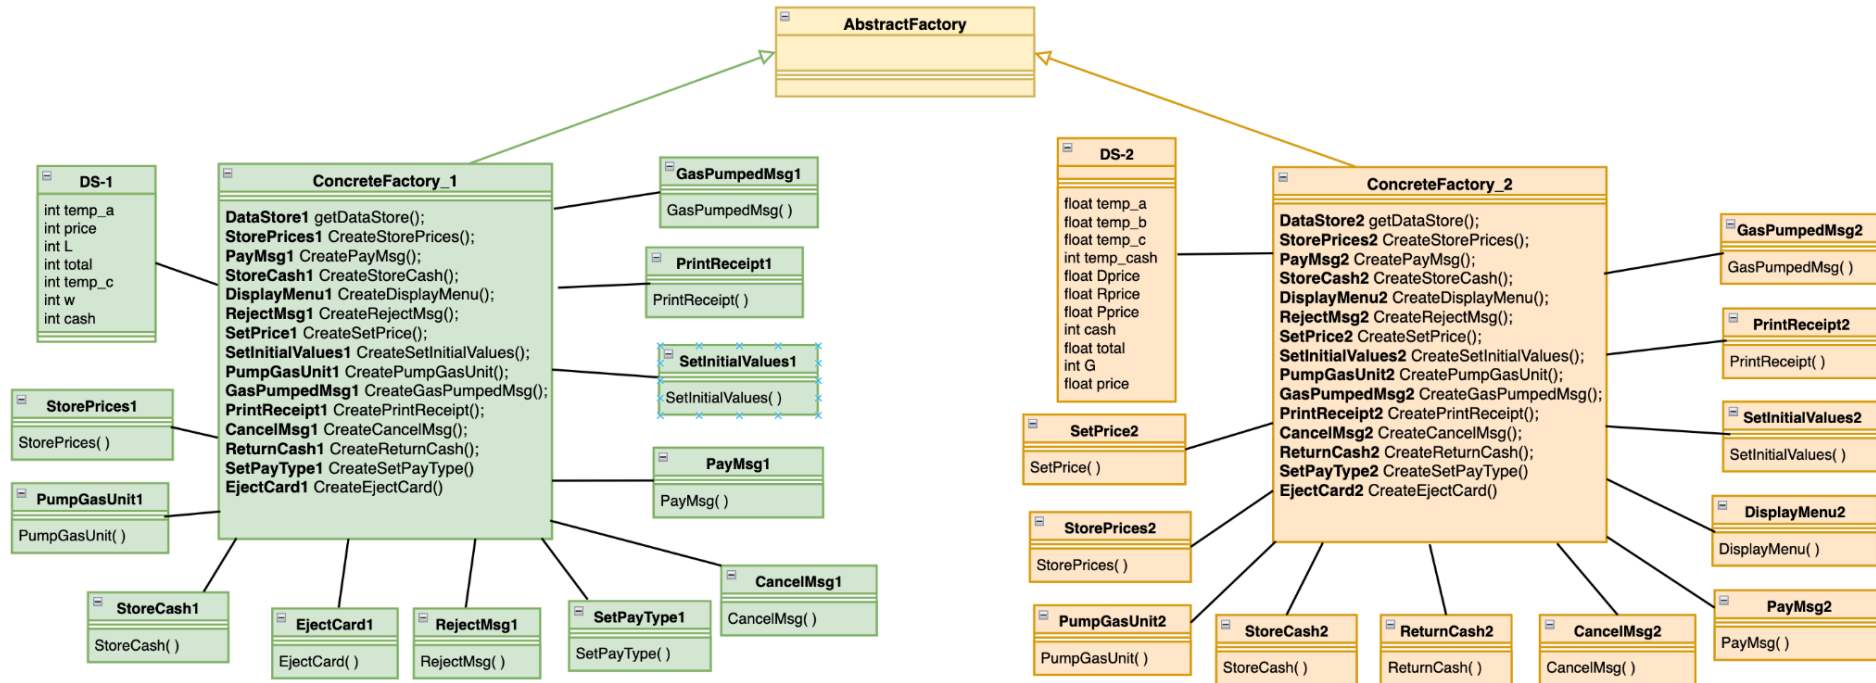 AbstractFactory
DS-1
int temp_a
int price
int L
int total
int temp_c
int w
int cash
ConcreteFactory_1
DataStore1 getDataStore();
StorePrices1 CreateStorePrices();
PayMsg1 CreatePayMsg();
StoreCash1 CreateStoreCash();
DisplayMenu1 CreateDisplayMenu();
RejectMsg1 CreateRejectMsg();
SetPrice1 CreateSetPrice();
SetInitialValues1 CreateSetInitialValues();
PumpGasUnit1 CreatePumpGasUnit();
GasPumpedMsg1 CreateGasPumpedMsg();
PrintReceipt1 CreatePrintReceipt();
CancelMsg1 CreateCancelMsg();
ReturnCash1 CreateReturnCash();
SetPayType1 CreateSetPayType()
EjectCard1 CreateEjectCard()
GasPumpedMsg1
GasPumpedMsg( )
PrintReceipt1
PrintReceipt( )
SetInitialValues1
SetInitialValues( )
StorePrices1
StorePrices( )
PayMsg1
PayMsg( )
PumpGasUnit1
PumpGasUnit( )
StoreCash1
StoreCash( )
EjectCard1
EjectCard( )
RejectMsg1
RejectMsg( )
SetPayType1
SetPayType( )
CancelMsg1
CancelMsg( )
DS-2
float temp_a
float temp_b
float temp_c
int temp_cash
float Dprice
float Rprice
float Pprice
int cash
float total
int G
float price
ConcreteFactory_2
DataStore2 getDataStore();
StorePrices2 CreateStorePrices();
PayMsg2 CreatePayMsg();
StoreCash2 CreateStoreCash();
DisplayMenu2 CreateDisplayMenu();
RejectMsg2 CreateRejectMsg();
SetPrice2 CreateSetPrice();
SetInitialValues2 CreateSetInitialValues();
PumpGasUnit2 CreatePumpGasUnit();
GasPumpedMsg2 CreateGasPumpedMsg();
PrintReceipt2 CreatePrintReceipt();
CancelMsg2 CreateCancelMsg();
ReturnCash2 CreateReturnCash();
SetPayType2 CreateSetPayType()
EjectCard2 CreateEjectCard()
GasPumpedMsg2
GasPumpedMsg( )
PrintReceipt2
PrintReceipt( )
SetInitialValues2
SetInitialValues( )
SetPrice2
SetPrice( )
DisplayMenu2
DisplayMenu( )
StorePrices2
StorePrices( )
PayMsg2
PayMsg( )
PumpGasUnit2
PumpGasUnit( )
StoreCash2
StoreCash( )
ReturnCash2
ReturnCash( )
CancelMsg2
CancelMsg( )